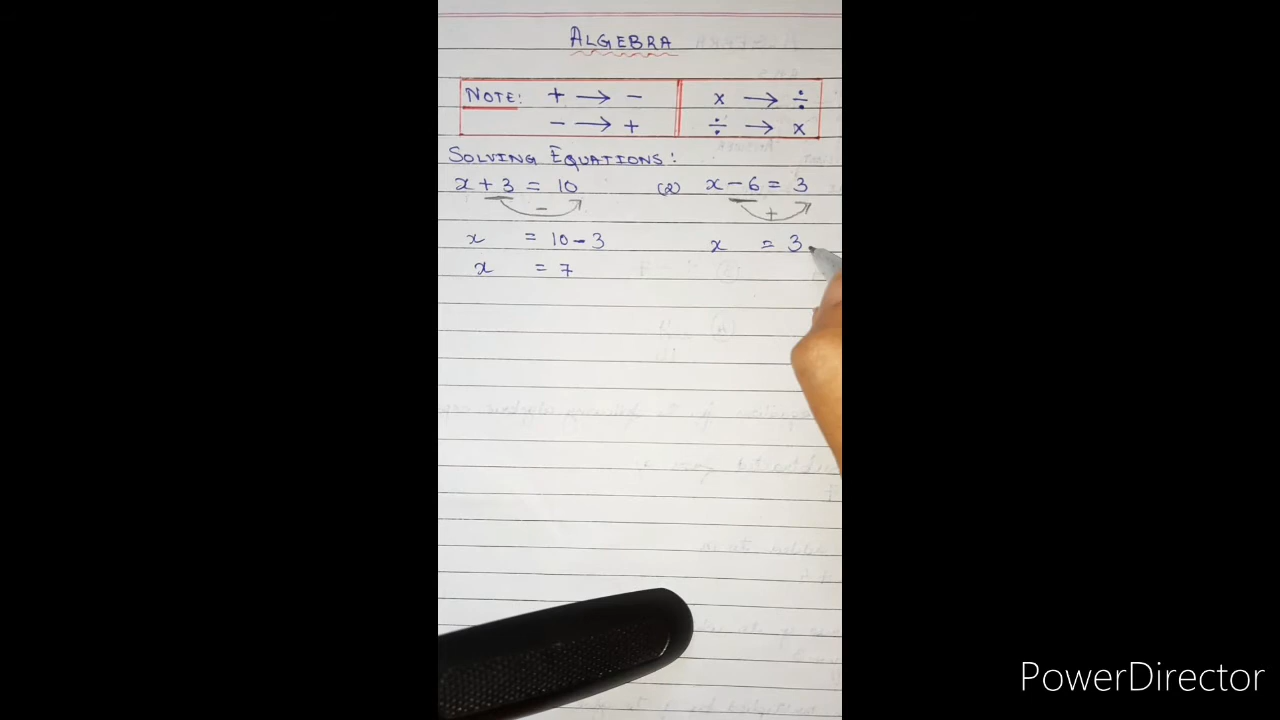 ALGEBRA
NOTE: + → - x → ÷
- → + ÷ → x
SOLVING EQUATIONS:
x + 3 = 10 (2) x - 6 = 3
- +
x = 10 - 3 x = 3
x = 7
PowerDirector